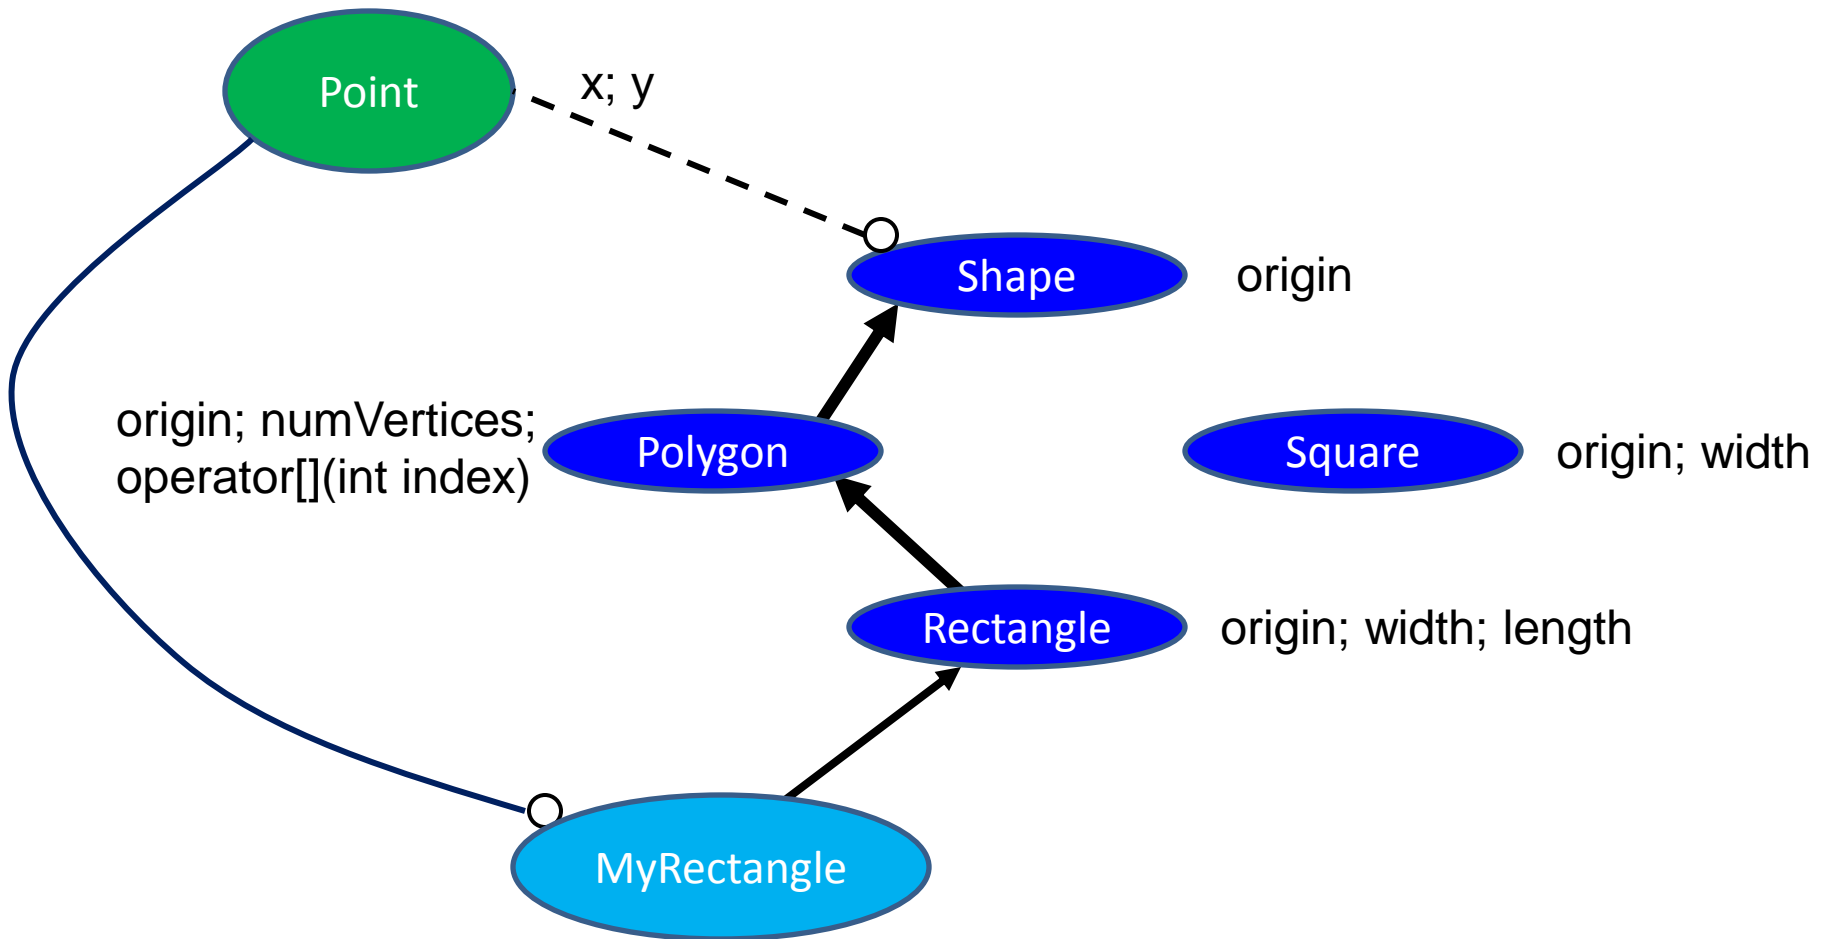 Point
x; y
Shape
origin
origin; numVertices;
operator[](int index)
Polygon
Square
origin; width
Rectangle
origin; width; length
MyRectangle